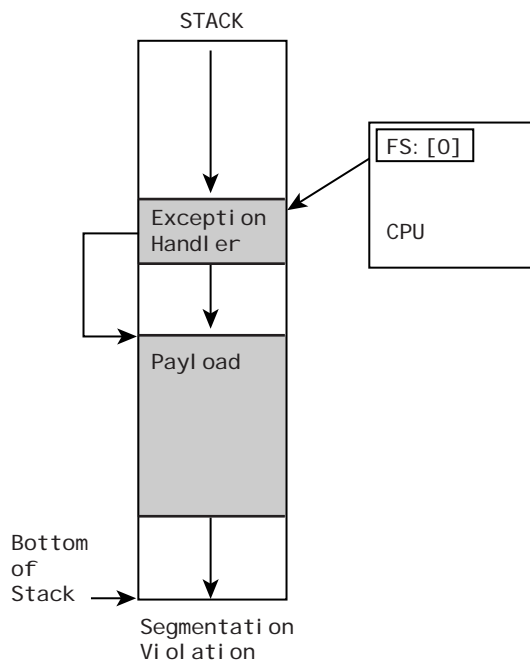 STACK
FS:[0]
Exception
Handler
CPU
Payload
Bottom
of
Stack
Segmentation
Violation